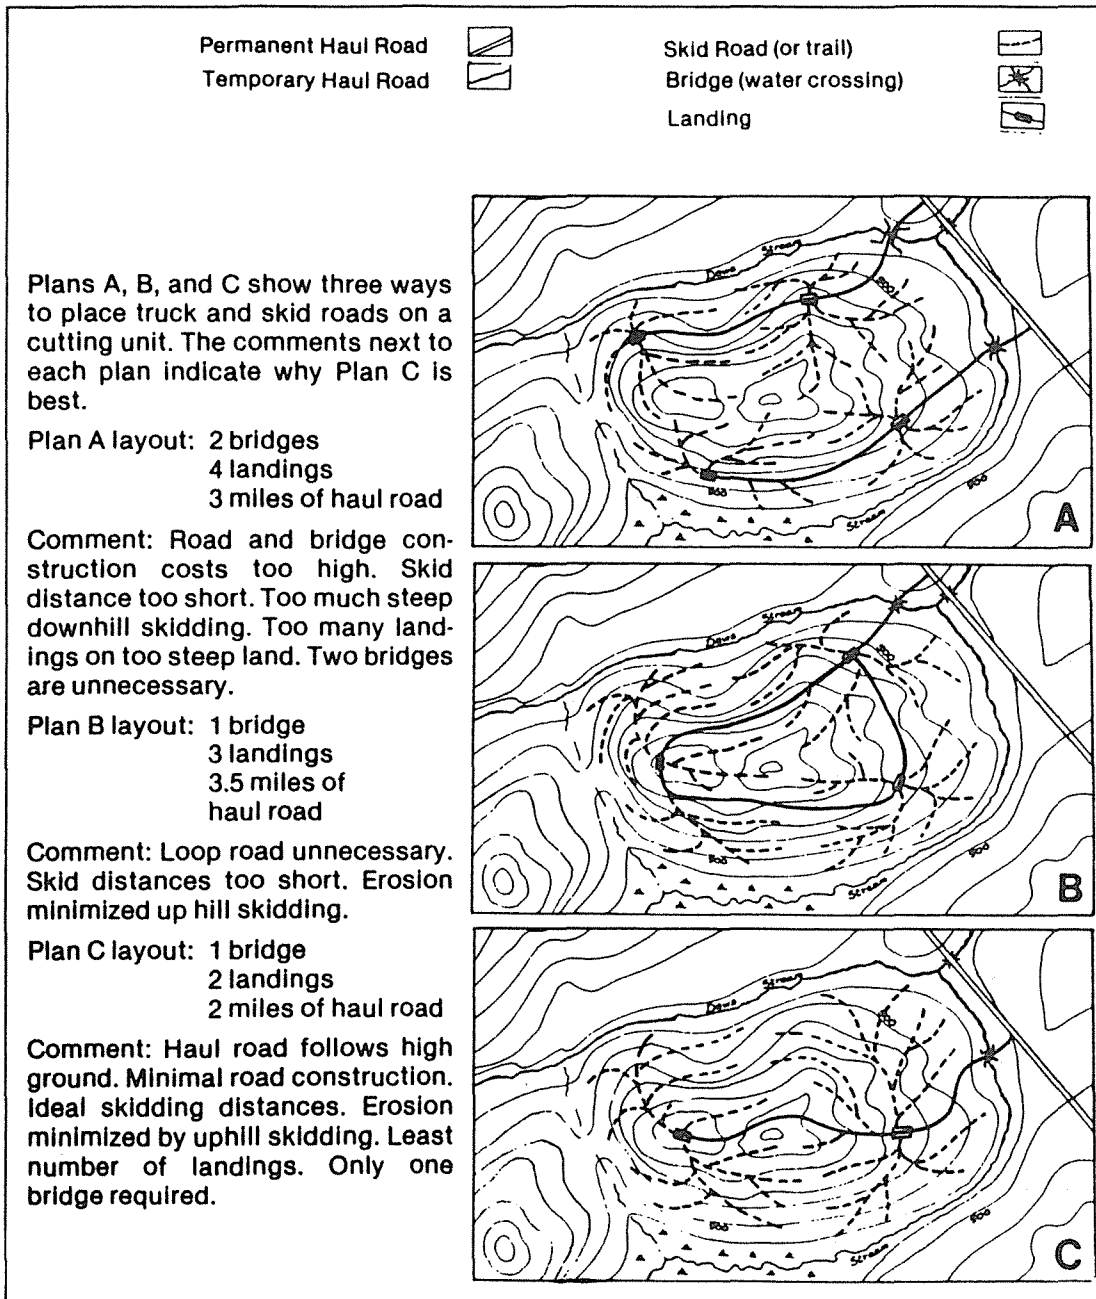 Permanent Haul Road
Temporary Haul Road
Skid Road (or trail)
Bridge (water crossing)
Landing
Plans A, B, and C show three ways
to place truck and skid roads on a
cutting unit. The comments next to
each plan indicate why Plan C is
best.
Plan A layout: 2 bridges
4 landings
3 miles of haul road
Comment: Road and bridge con-
struction costs too high. Skid
distance too short. Too much steep
downhill skidding. Too many land-
ings on too steep land. Two bridges
are unnecessary.
Plan B layout: 1 bridge
3 landings
3.5 miles of
haul road
Comment: Loop road unnecessary.
Skid distances too short. Erosion
minimized up hill skidding.
Plan C layout: 1 bridge
2 landings
2 miles of haul road
Comment: Haul road follows high
ground. Minimal road construction.
Ideal skidding distances. Erosion
minimized by uphill skidding. Least
number of landings. Only one
bridge required.
Stream
Stream
A
Stream
Stream
B
Stream
Stream
C